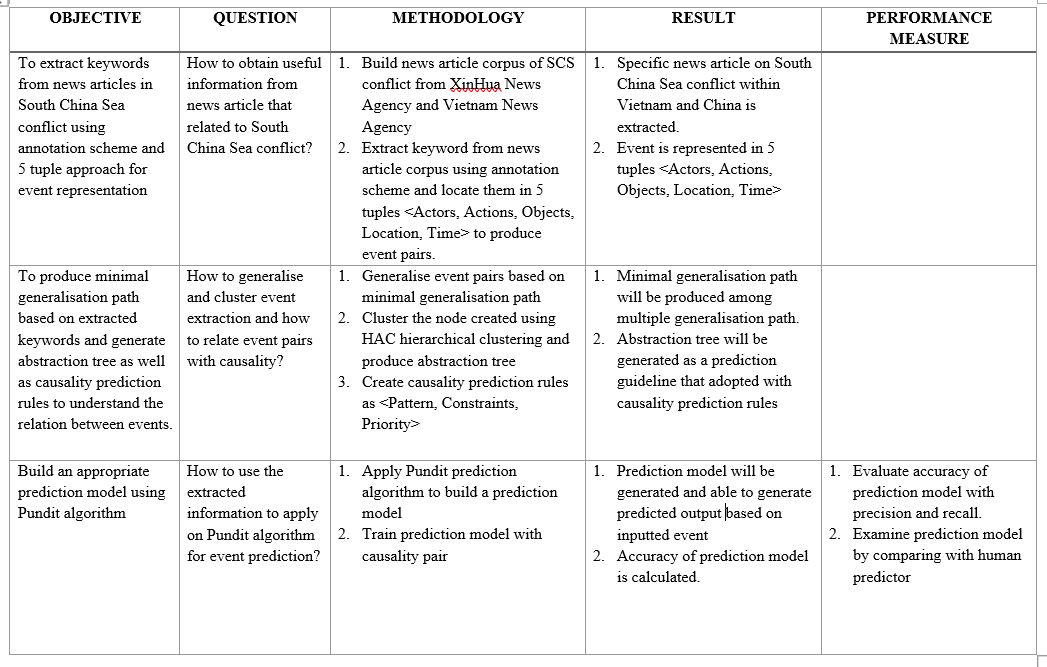 OBJECTIVE
QUESTION
METHODOLOGY
RESULT
PERFORMANCE
MEASURE
To extract keywords
from news articles in
South China Sea
conflict using
annotation scheme and
5 tuple approach for
event representation
How to obtain useful
information from
news article that
related to South
China Sea conflict?
1. Build news article corpus of SCS
conflict from XinHua News
Agency and Vietnam News
Agency
2. Extract keyword from news
article corpus using annotation
scheme and locate them in 5
tuples <Actors, Actions, Objects,
Location, Time> to produce
event pairs.
1. Specific news article on South
China Sea conflict within
Vietnam and China is
extracted.
2. Event is represented in 5
tuples <Actors, Actions,
Objects, Location, Time>
To produce minimal
generalisation path
based on extracted
keywords and generate
abstraction tree as well
as causality prediction
rules to understand the
relation between events.
How to generalise
and cluster event
extraction and how
to relate event pairs
with causality?
1. Generalise event pairs based on
minimal generalisation path
2. Cluster the node created using
HAC hierarchical clustering and
produce abstraction tree
3. Create causality prediction rules
as <Pattern, Constraints,
Priority>
1. Minimal generalisation path
will be produced among
multiple generalisation path.
2. Abstraction tree will be
generated as a prediction
guideline that adopted with
causality prediction rules
Build an appropriate
prediction model using
Pundit algorithm
How to use the
extracted
information to apply
on Pundit algorithm
for event prediction?
1. Apply Pundit prediction
algorithm to build a prediction
model
2. Train prediction model with
causality pair
1. Prediction model will be
generated and able to generate
predicted output based on
inputted event
2. Accuracy of prediction model
is calculated.
1. Evaluate accuracy of
prediction model with
precision and recall.
2. Examine prediction model
by comparing with human
predictor